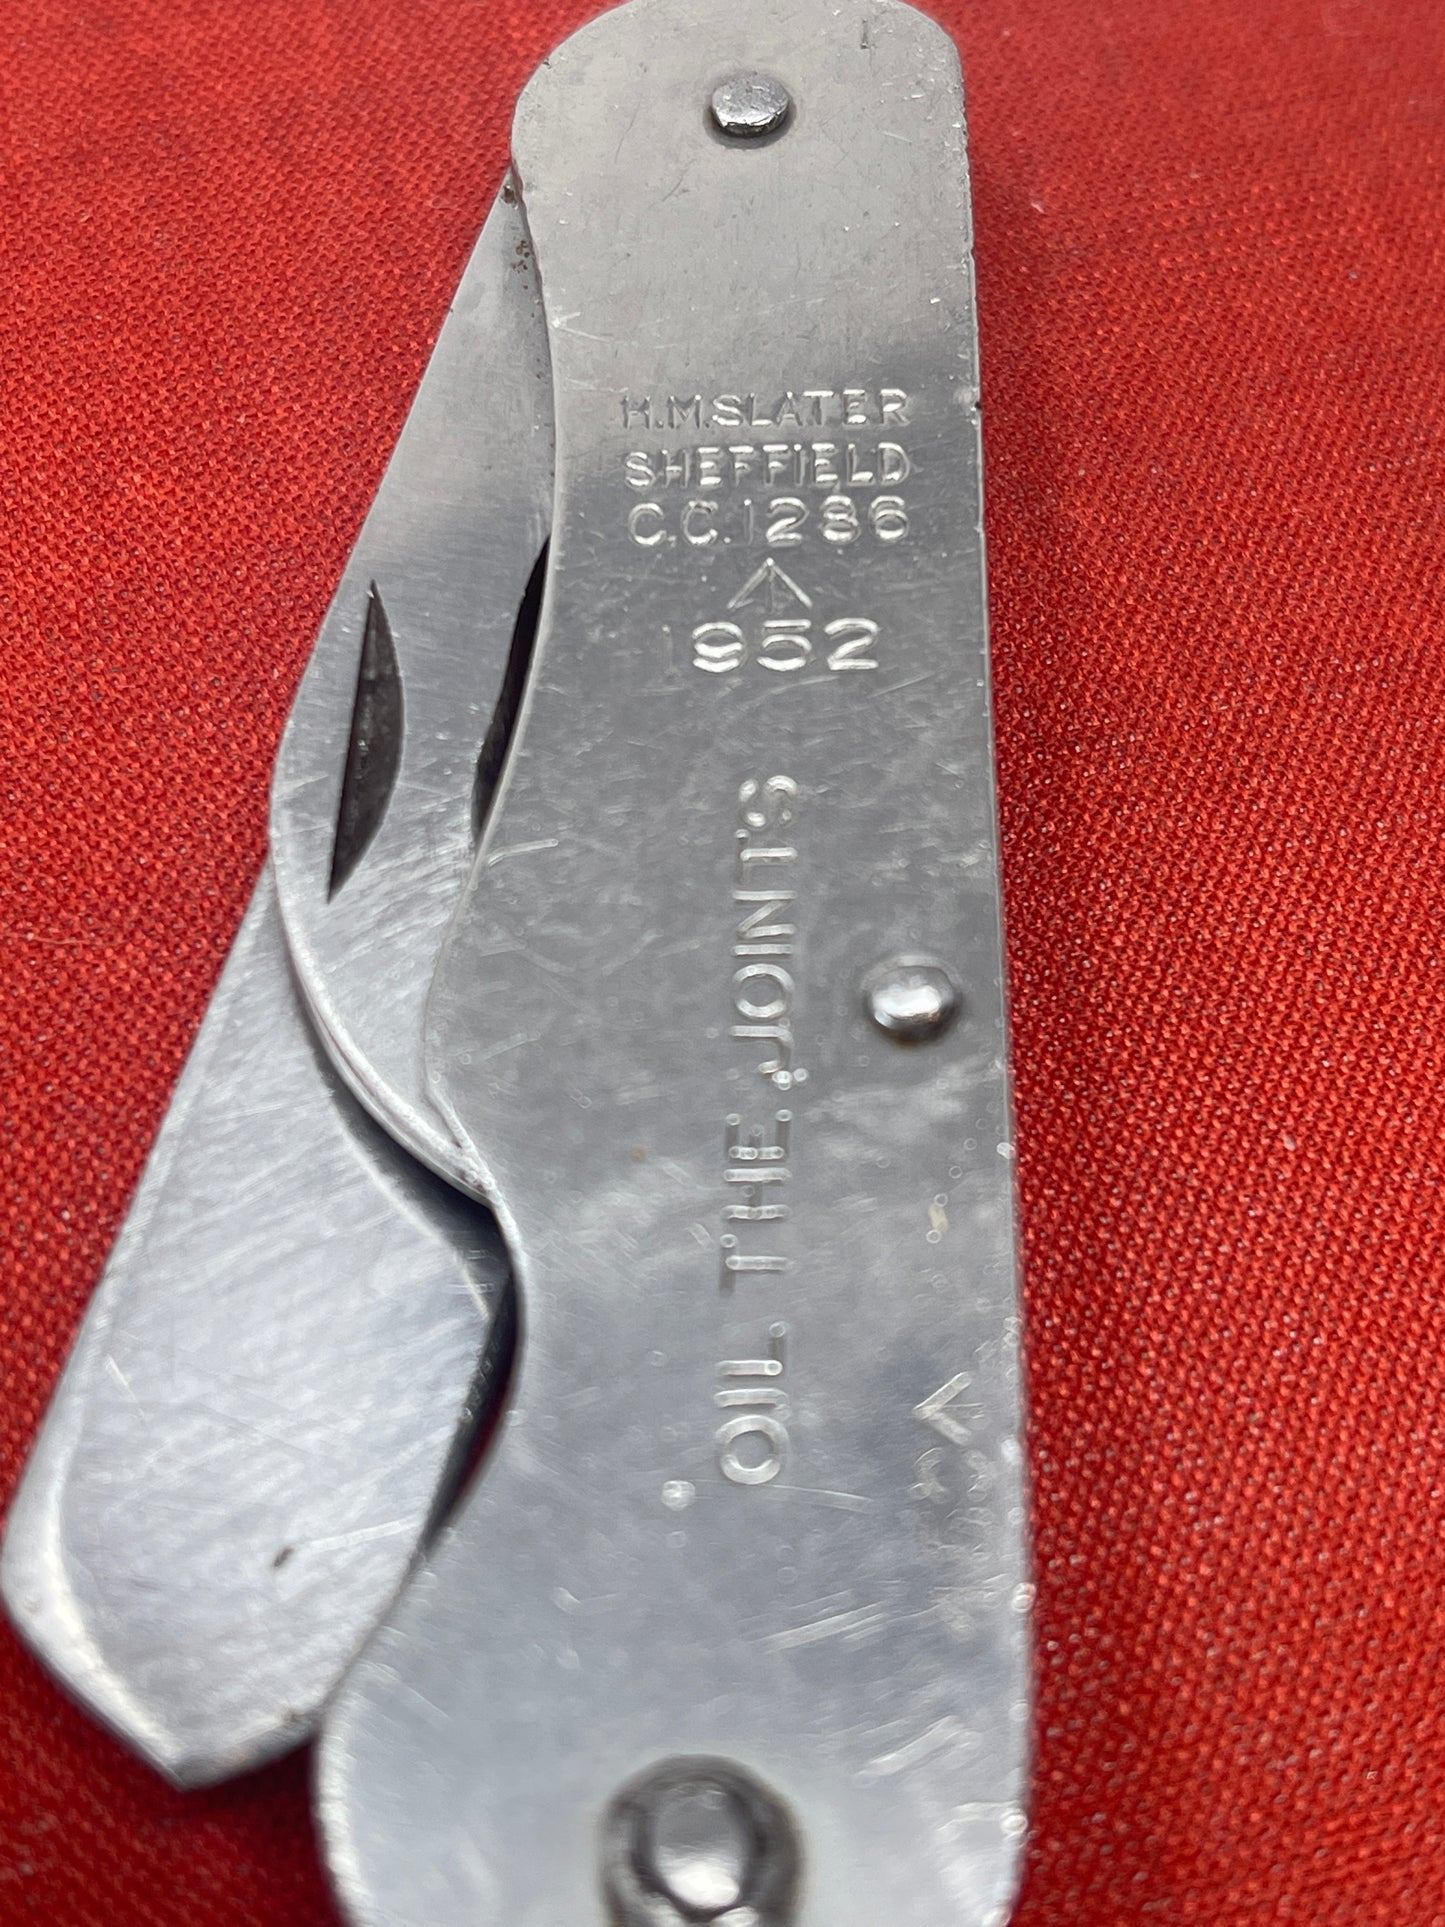 H.M.SLATER
SHEFFIELD
C.C.1286
1952
OIL THE JOINTS